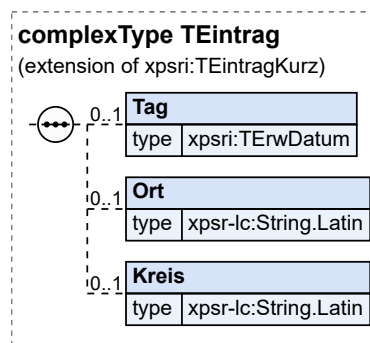 complexType TEintrag
(extension of xpsri:TEintragKurz)
0..1
Tag
type xpsri:TErwDatum
0..1
Ort
type xpsr-lc:String.Latin
0..1
Kreis
type xpsr-lc:String.Latin